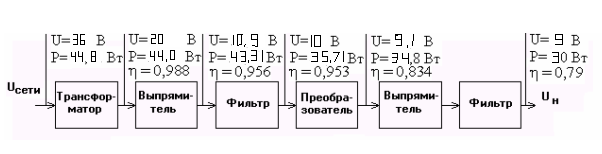 U=36 В
P=44,8 Вт
U=20 В
P=44,0 Вт
η=0,988
U=10,9 В
P=43,31 Вт
η=0,956
U=10 В
P=35,71 Вт
η=0,953
U=9,1 В
P=34,8 Вт
η=0,834
U=9 В
P=30 Вт
η=0,79
Uсети
Трансфор-
матор
Выпрями-
тель
Фильтр
Преобра-
зователь
Выпрями-
тель
Фильтр
Uн